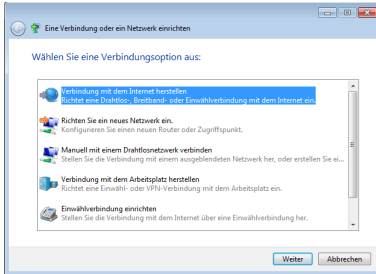 Eine Verbindung oder ein Netzwerk einrichten
Wählen Sie eine Verbindungsoption aus:
Verbindung mit dem Internet herstellen
Richtet eine Drahtlos-, Breitband- oder Einwählverbindung mit dem Internet ein.
Richten Sie ein neues Netzwerk ein.
Konfigurieren Sie einen neuen Router oder Zugriffspunkt.
Manuell mit einem Drahtlosnetzwerk verbinden
Stellen Sie die Verbindung mit einem ausgeblendeten Netzwerk her, oder erstellen Sie ei...
Verbindung mit dem Arbeitsplatz herstellen
Richtet eine Einwähl- oder VPN-Verbindung mit dem Arbeitsplatz ein.
Einwählverbindung einrichten
Stellen Sie die Verbindung mit dem Internet über eine Einwählverbindung her.
Weiter Abbrechen